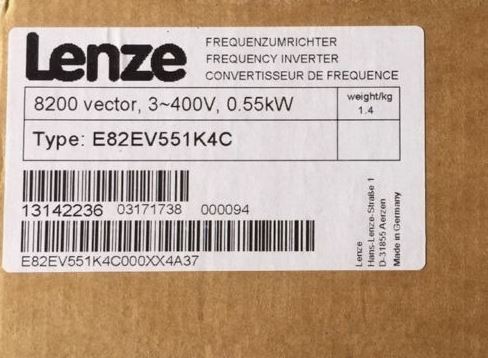 Lenze
FREQUENZUMRICHTER
FREQUENCY INVERTER
CONVERTISSEUR DE FREQUENCE
8200 vector, 3~400V, 0.55kW
weight/kg
1.4
Type: E82EV551K4C
13142236 03171738 000094
E82EV551K4C000XX4A37
Lenze
Hans-Lenze-Straße 1
D-31855 Aerzen
Made in Germany